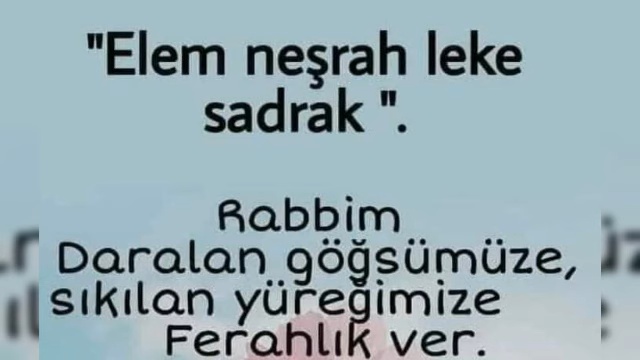 "Elem neşrah leke
sadrak ".
Rabbim
Daralan göğsümüze,
sıkılan yüreğimize
Ferahlık ver.